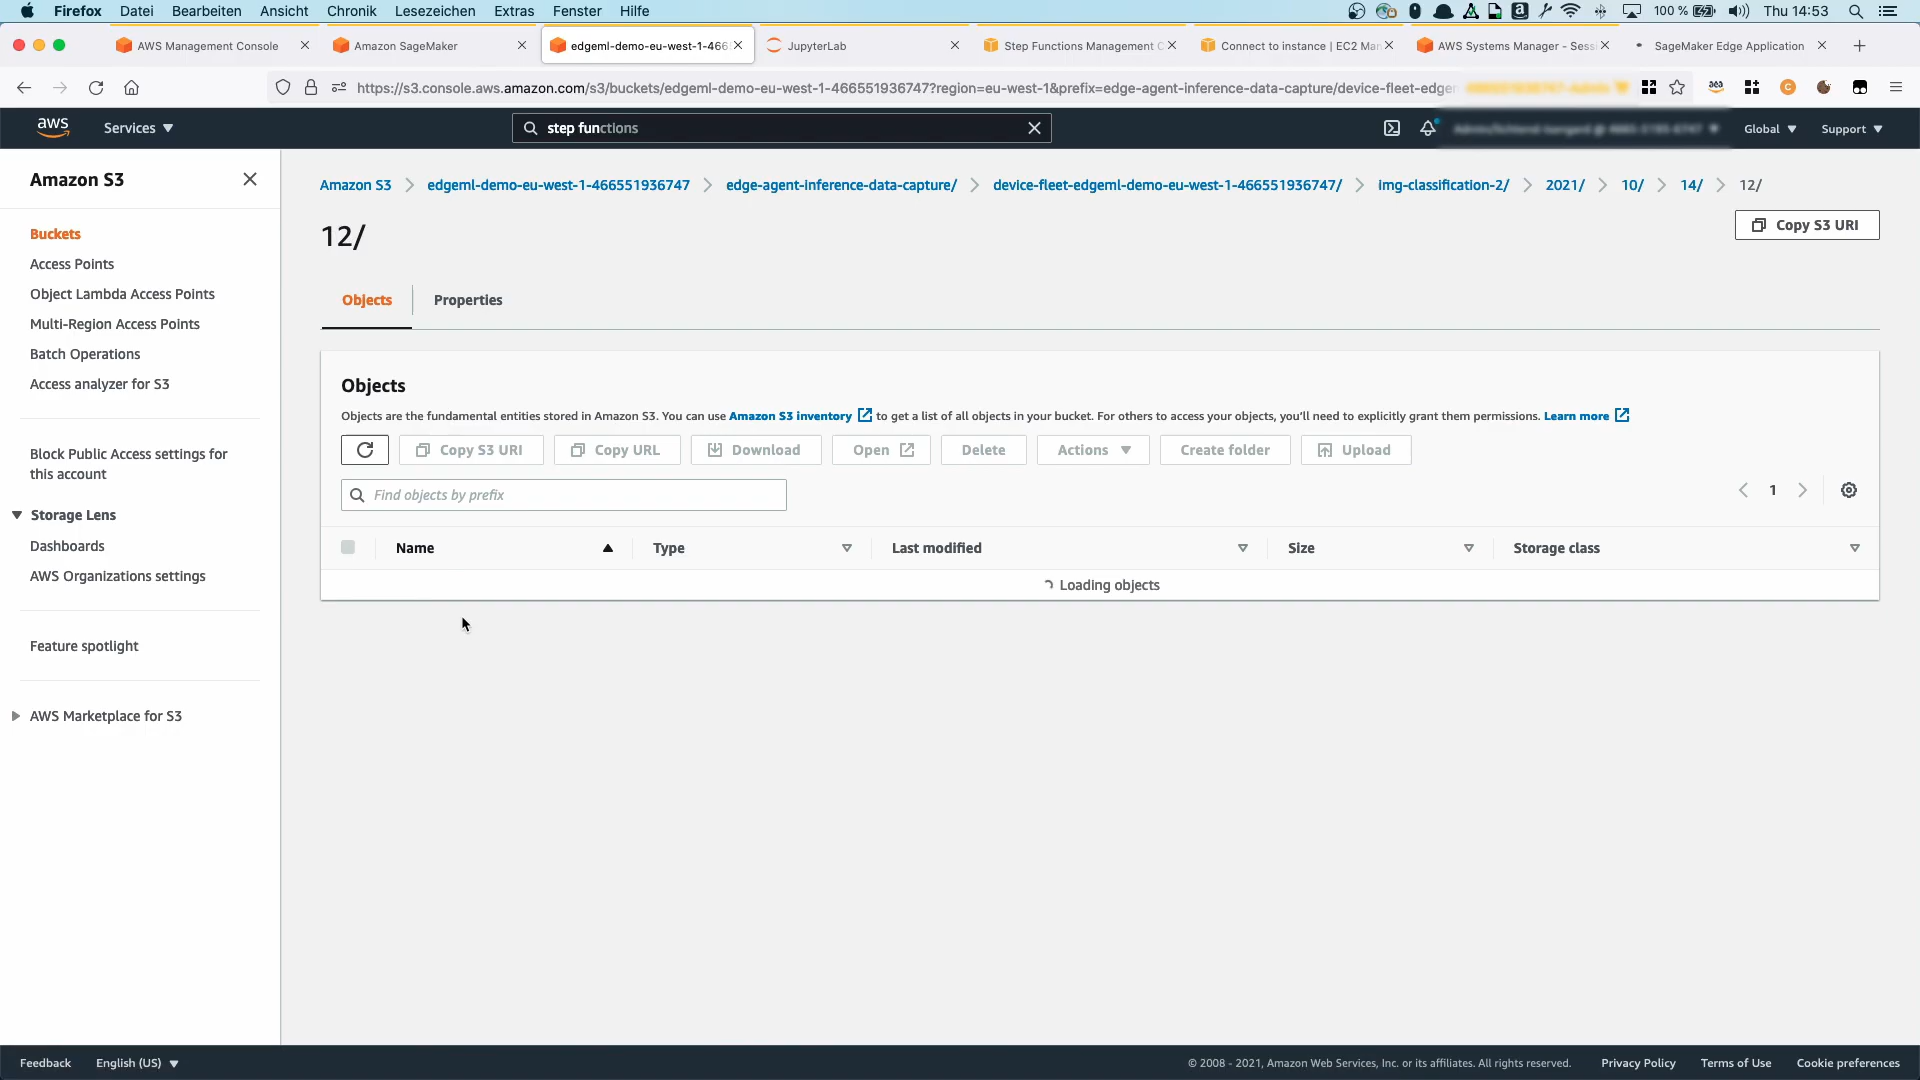 Firefox Datei Bearbeiten Ansicht Chronik Lesezeichen Extras Fenster Hilfe 100 % Thu 14:53
AWS Management Console Amazon SageMaker edgeml-demo-eu-west-1-466 JupyterLab Step Functions Management C Connect to instance | EC2 Man AWS Systems Manager - Sessi SageMaker Edge Application
https://s3.console.aws.amazon.com/s3/buckets/edgeml-demo-eu-west-1-466551936747?region=eu-west-1&prefix=edge-agent-inference-data-capture/device-fleet-edgem
aws Services step functions Global Support
Amazon S3
Amazon S3 edgeml-demo-eu-west-1-466551936747 edge-agent-inference-data-capture/ device-fleet-edgeml-demo-eu-west-1-466551936747/ img-classification-2/ 2021/ 10/ 14/ 12/
12/
Copy S3 URI
Buckets
Access Points
Object Lambda Access Points
Multi-Region Access Points
Batch Operations
Access analyzer for S3
Block Public Access settings for
this account
Storage Lens
Dashboards
AWS Organizations settings
Feature spotlight
AWS Marketplace for S3
Objects Properties
Objects
Objects are the fundamental entities stored in Amazon S3. You can use Amazon S3 inventory to get a list of all objects in your bucket. For others to access your objects, you'll need to explicitly grant them permissions. Learn more
Copy S3 URI Copy URL Download Open Delete Actions Create folder Upload
Find objects by prefix
1
Name Type Last modified Size Storage class
Loading objects
Feedback English (US) © 2008 - 2021, Amazon Web Services, Inc. or its affiliates. All rights reserved. Privacy Policy Terms of Use Cookie preferences